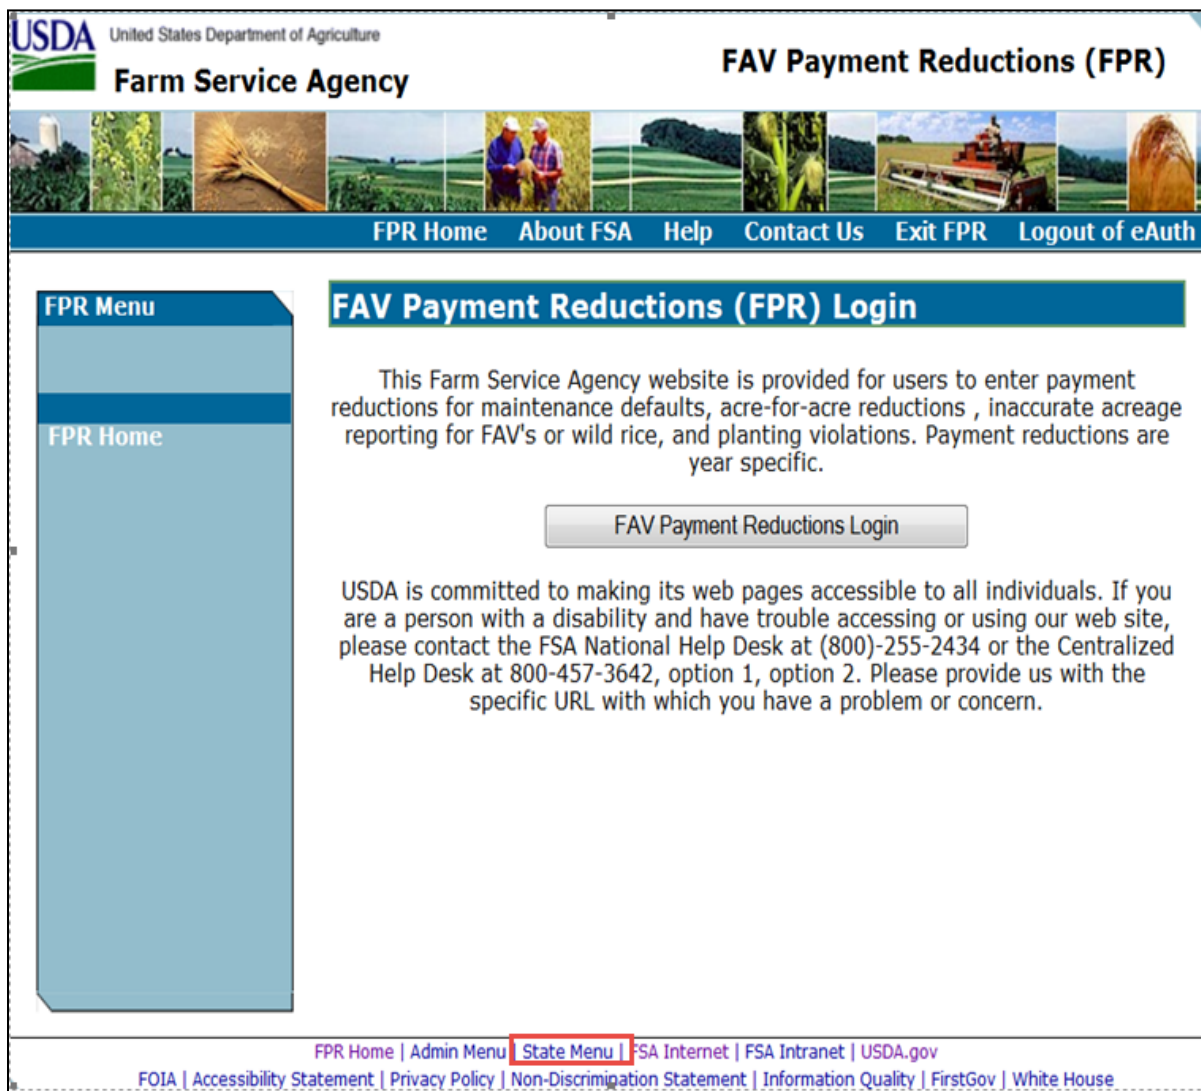 USDA United States Department of Agriculture
Farm Service Agency
FAV Payment Reductions (FPR)
FPR Home About FSA Help Contact Us Exit FPR Logout of eAuth
FPR Menu
FPR Home
FAV Payment Reductions (FPR) Login
This Farm Service Agency website is provided for users to enter payment
reductions for maintenance defaults, acre-for-acre reductions , inaccurate acreage
reporting for FAV's or wild rice, and planting violations. Payment reductions are
year specific.
FAV Payment Reductions Login
USDA is committed to making its web pages accessible to all individuals. If you
are a person with a disability and have trouble accessing or using our web site,
please contact the FSA National Help Desk at (800)-255-2434 or the Centralized
Help Desk at 800-457-3642, option 1, option 2. Please provide us with the
specific URL with which you have a problem or concern.
FPR Home | Admin Menu | State Menu | FSA Internet | FSA Intranet | USDA.gov
FOIA | Accessibility Statement | Privacy Policy | Non-Discrimination Statement | Information Quality | FirstGov | White House